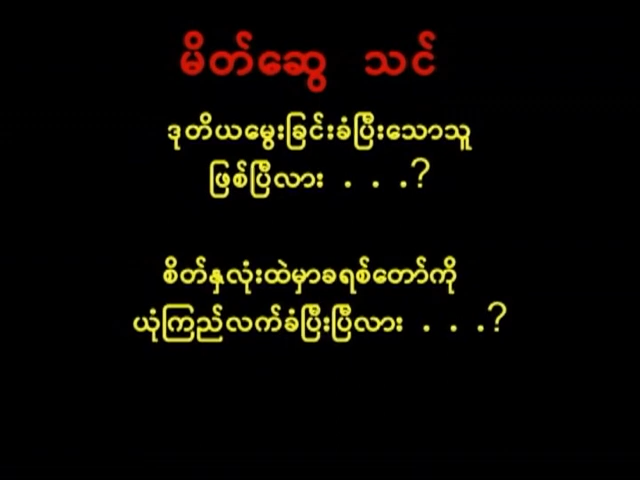 မိတ်ဆွေ သင်
ဒုတိယမွေးခြင်းခံပြီးသောသူ
ဖြစ်ပြီလား . . .?
စိတ်နှလုံးထဲမှာခရစ်တော်ကို
ယုံကြည်လက်ခံပြီးပြီလား . . .?